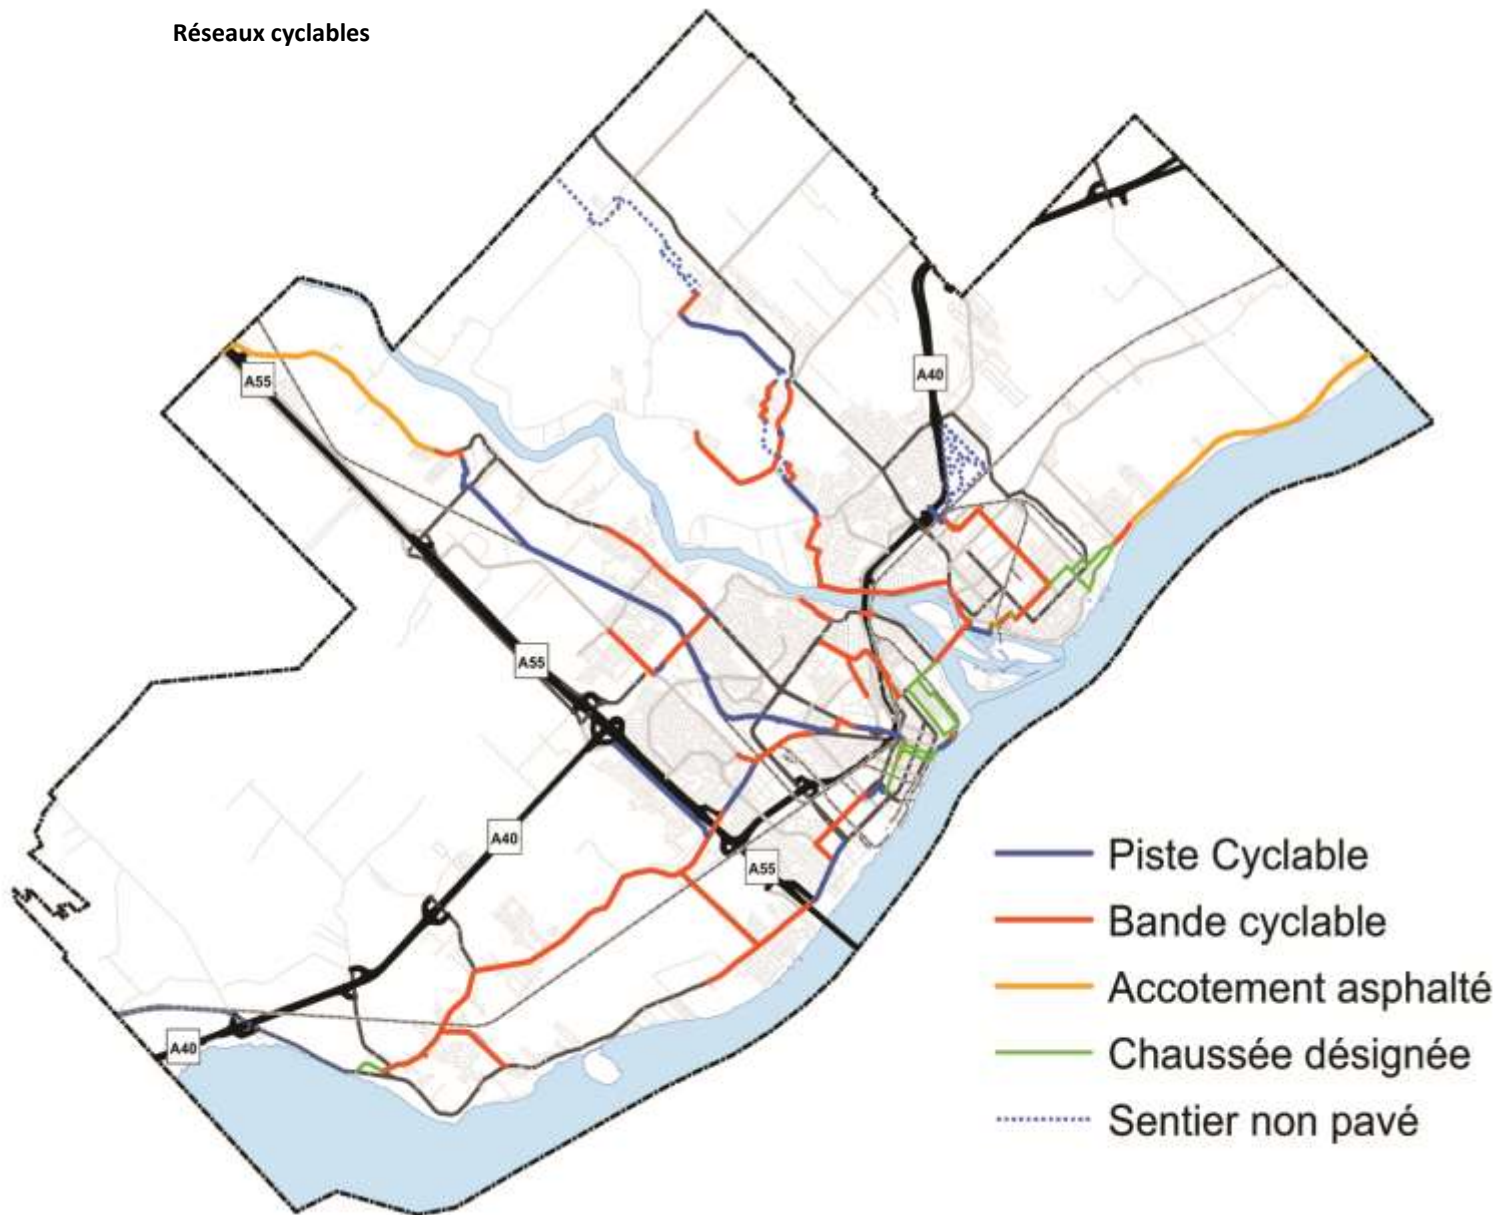 Réseaux cyclables
A40
A55
A55
A40
A55
A40
Piste Cyclable
Bande cyclable
Accotement asphalté
Chaussée désignée
Sentier non pavé